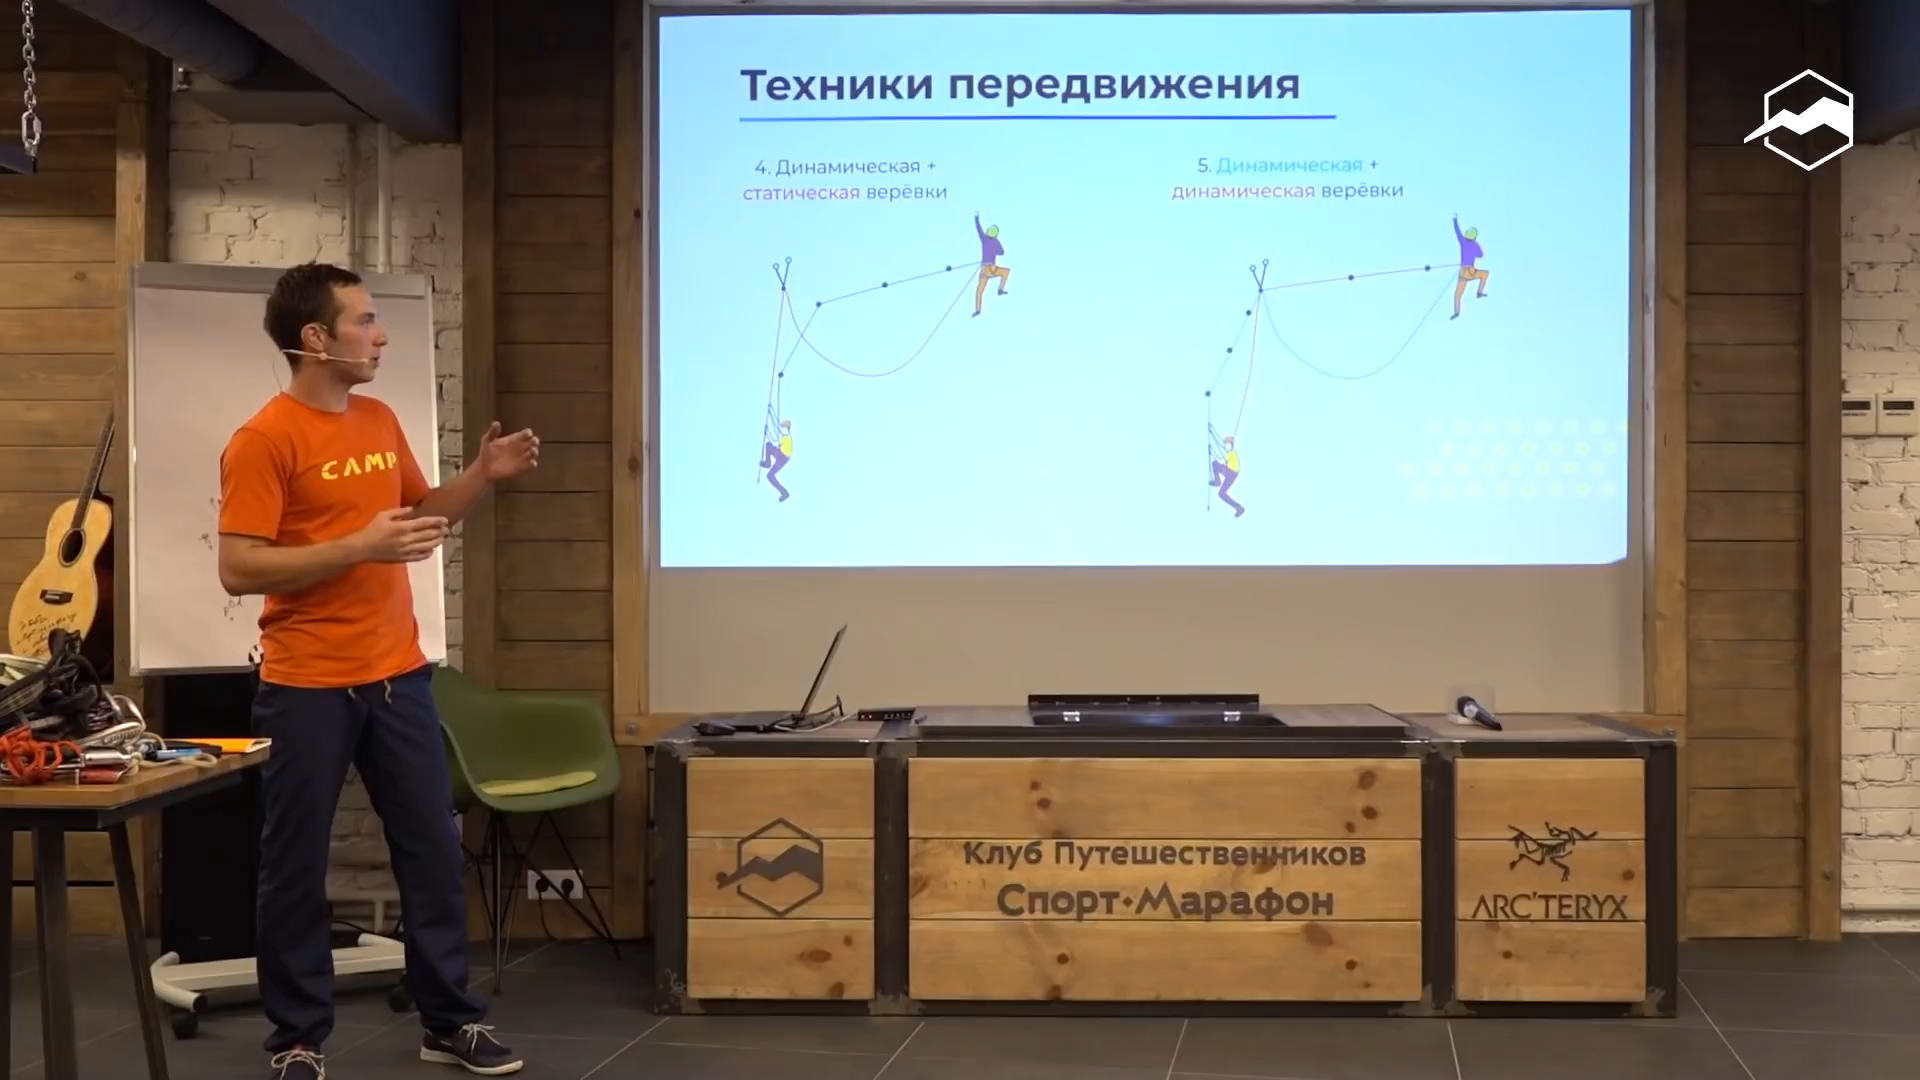 Техники передвижения
4. Динамическая +
статическая верёвки
5. Динамическая +
динамическая верёвки
CAMP
Клуб Путешественников
Спорт•Марафон
ARC'TERYX